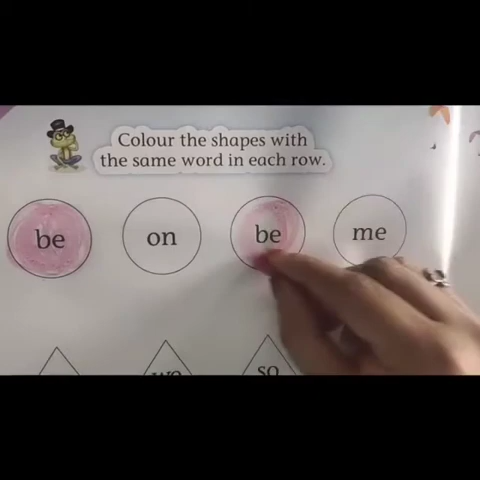 Colour the shapes with
the same word in each row.
be on be me
so